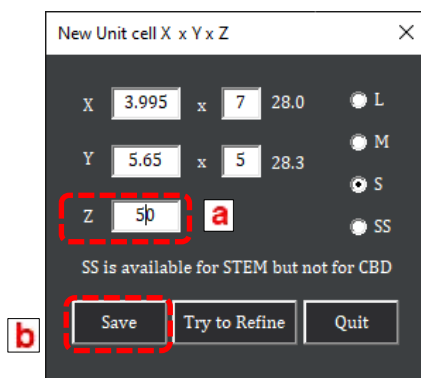 New Unit cell X x Y x Z
X 3.995 x 7 28.0 L
M
Y 5.65 x 5 28.3
S
Z 50 a
SS
SS is available for STEM but not for CBD
b Save Try to Refine Quit